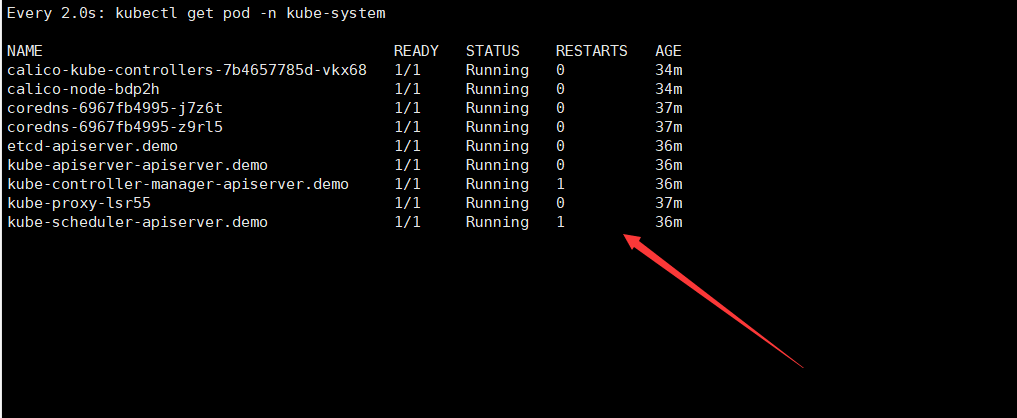 Every 2.0s: kubectl get pod -n kube-system
NAME READY STATUS RESTARTS AGE
calico-kube-controllers-7b4657785d-vkx68 1/1 Running 0 34m
calico-node-bdp2h 1/1 Running 0 34m
coredns-6967fb4995-j7z6t 1/1 Running 0 37m
coredns-6967fb4995-z9rl5 1/1 Running 0 37m
etcd-apiserver.demo 1/1 Running 0 36m
kube-apiserver-apiserver.demo 1/1 Running 0 36m
kube-controller-manager-apiserver.demo 1/1 Running 1 36m
kube-proxy-lsr55 1/1 Running 0 37m
kube-scheduler-apiserver.demo 1/1 Running 1 36m